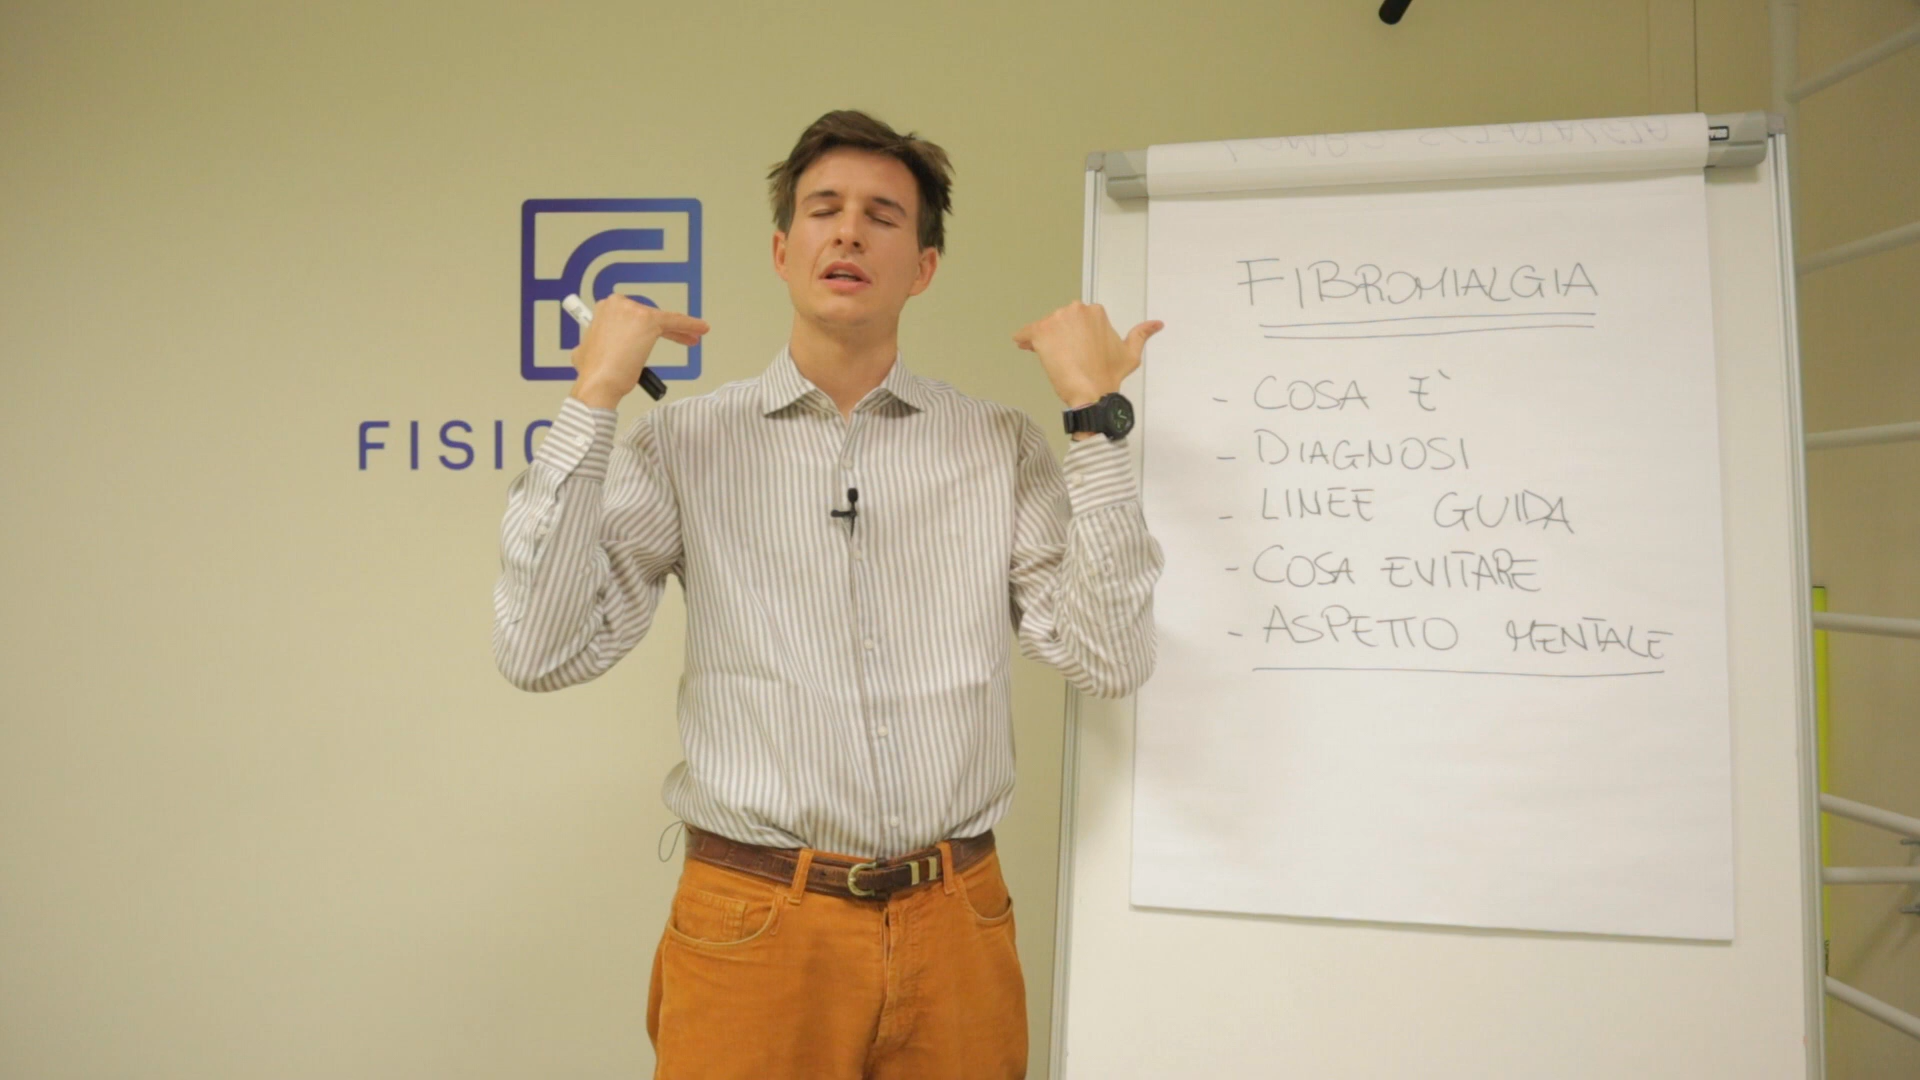 FISIO
FIBROMIALGIA
- COSA E`
- DIAGNOSI
- LINEE GUIDA
- COSA EVITARE
- ASPETTO MENTALE